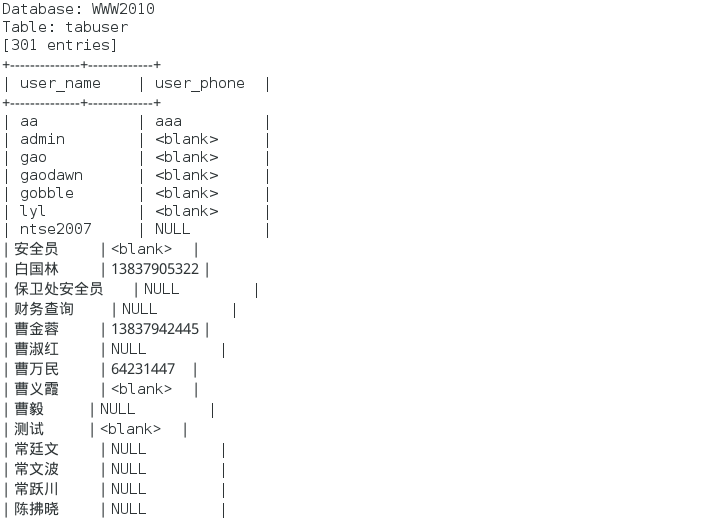 Database: WWW2010
Table: tabuser
[301 entries]
+--------------+-------------+
| user_name | user_phone |
+--------------+-------------+
| aa | aaa |
| admin | <blank> |
| gao | <blank> |
| gaodawn | <blank> |
| gobble | <blank> |
| lyl | <blank> |
| ntse2007 | NULL |
| 安全员 | <blank> |
| 白国林 | 13837905322 |
| 保卫处安全员 | NULL |
| 财务查询 | NULL |
| 曹金蓉 | 13837942445 |
| 曹淑红 | NULL |
| 曹万民 | 64231447 |
| 曹义霞 | <blank> |
| 曹毅 | NULL |
| 测试 | <blank> |
| 常廷文 | NULL |
| 常文波 | NULL |
| 常跃川 | NULL |
| 陈拂晓 | NULL |